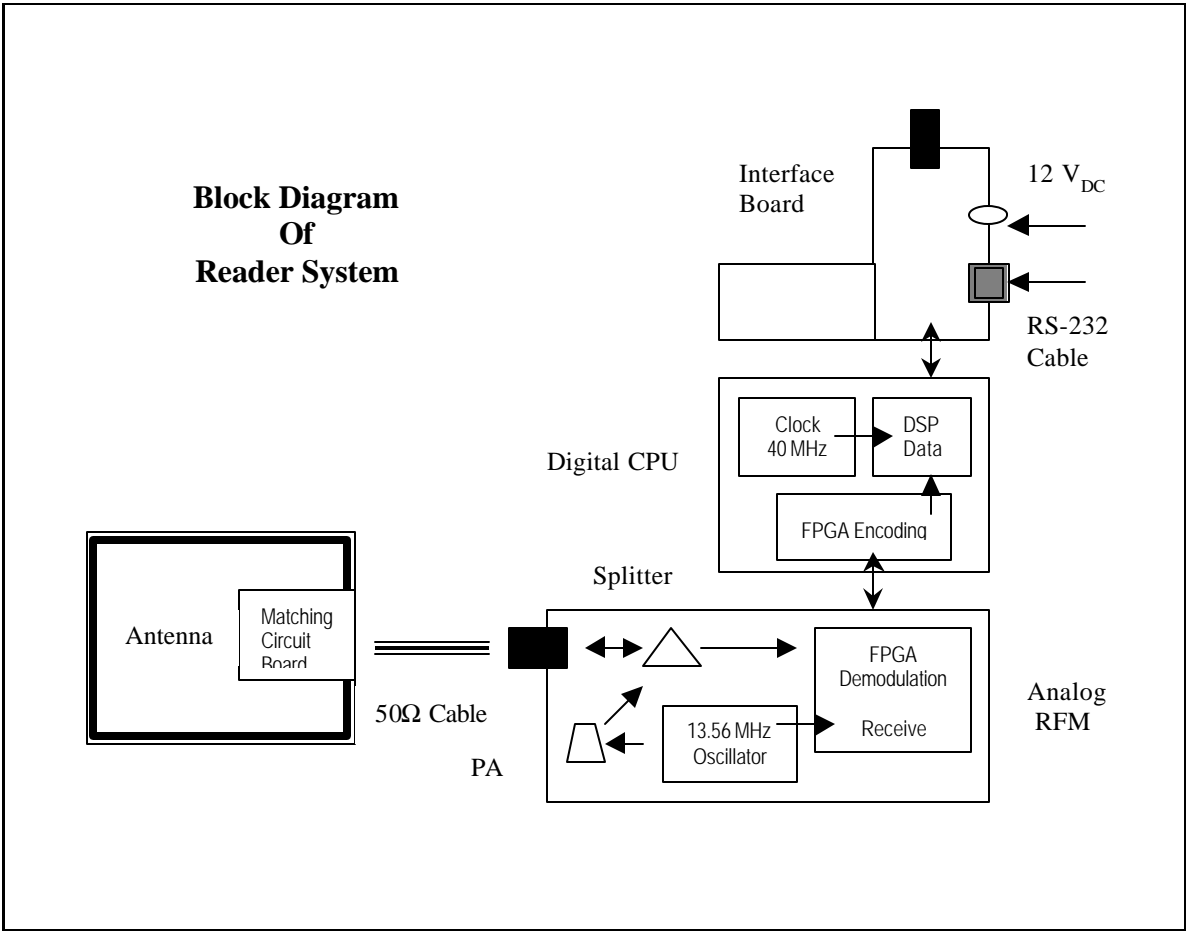 Block Diagram
Of
Reader System
Interface
Board
12 V_DC
RS-232
Cable
Clock
40 MHz
DSP
Data
Digital CPU
FPGA Encoding
Splitter
Antenna
Matching
Circuit
Board
50Ω Cable
PA
13.56 MHz
Oscillator
FPGA
Demodulation
Receive
Analog
RFM